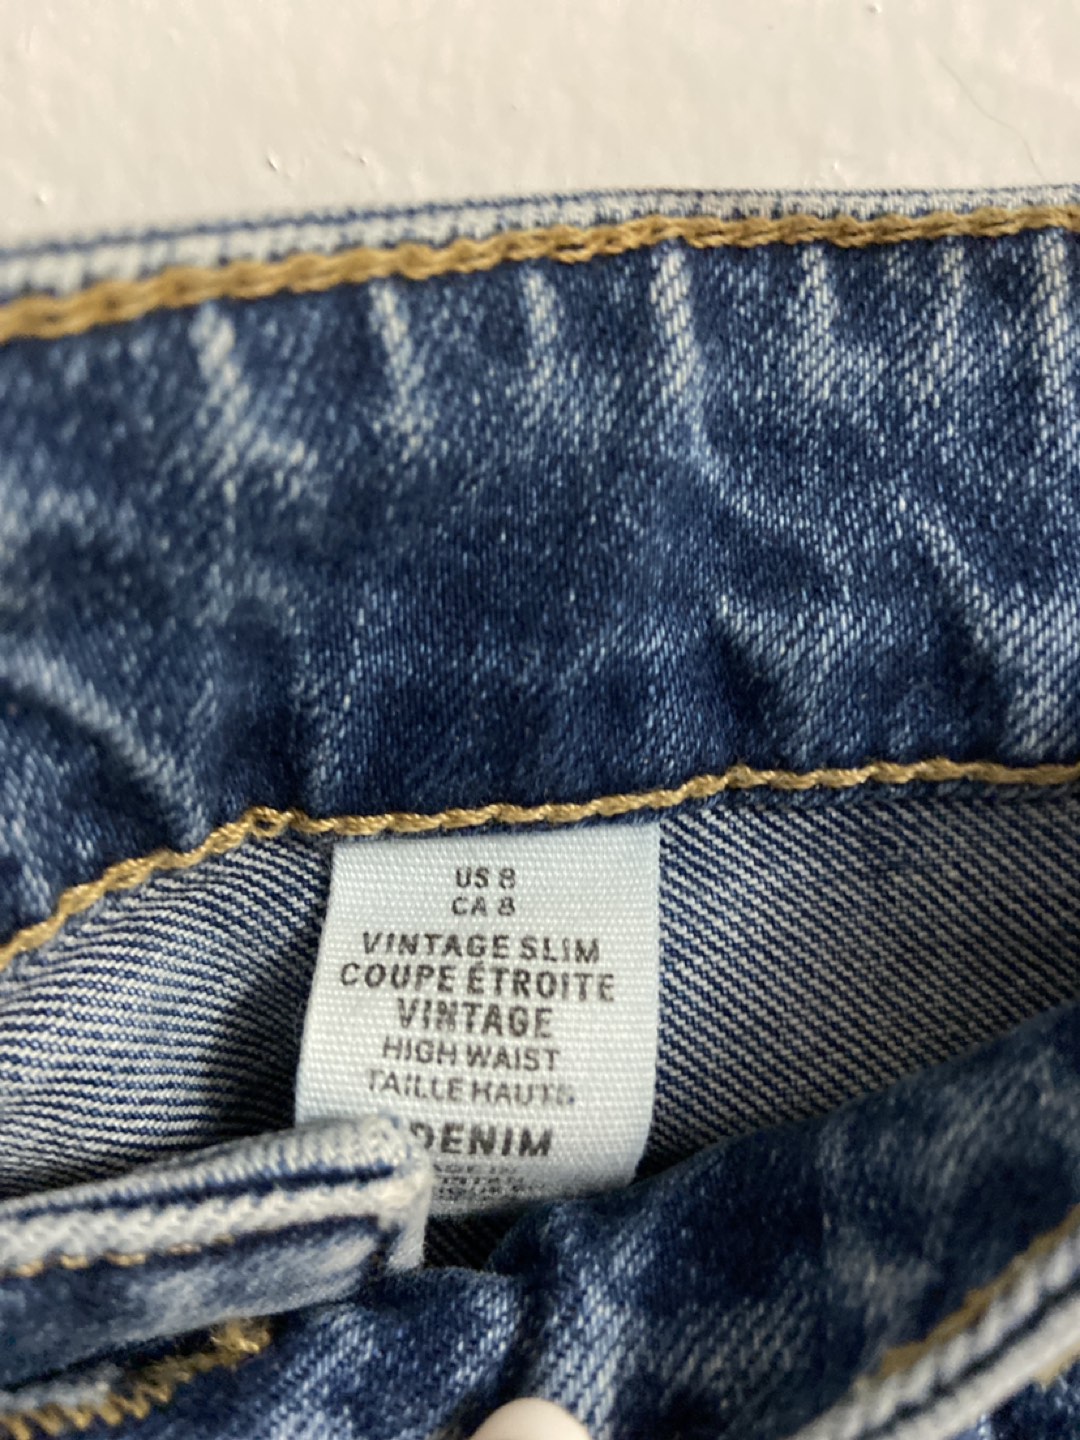 US 8
CA 8
VINTAGE SLIM
COUPE ÉTROITE
VINTAGE
HIGH WAIST
TAILLE HAUTE
DENIM